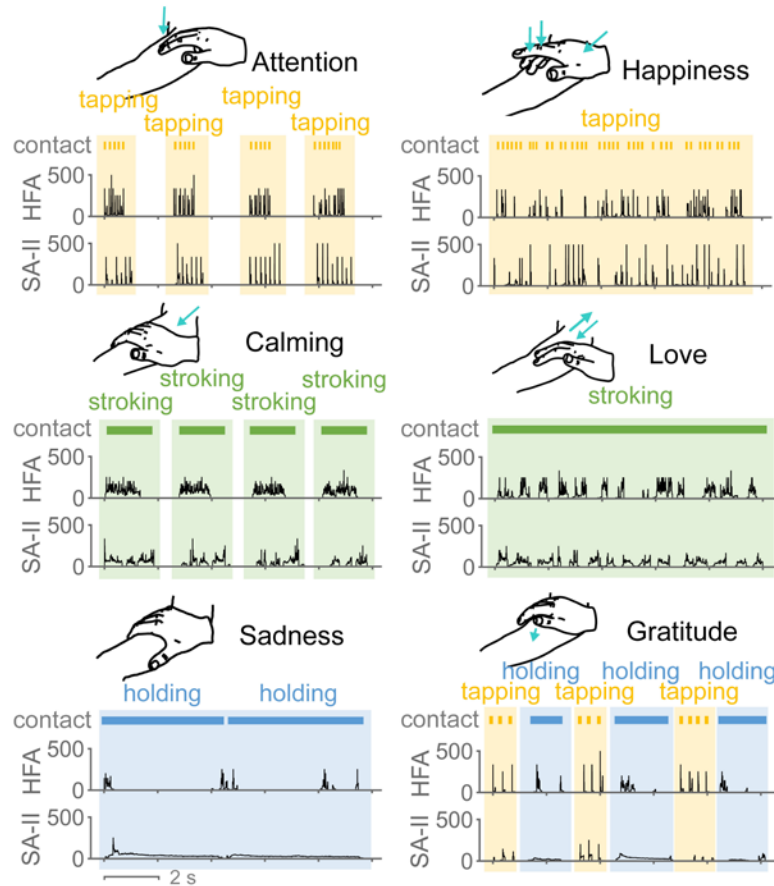 Attention
tapping tapping tapping tapping
contact
HFA 500 0
SA-II 500 0
Happiness
tapping
contact
HFA 500 0
SA-II 500 0
Calming
stroking stroking stroking stroking
contact
HFA 500 0
SA-II 500 0
Love
stroking
contact
HFA 500 0
SA-II 500 0
Sadness
holding holding
contact
HFA 500 0
SA-II 500 0
2 s
Gratitude
holding holding holding
tapping tapping tapping
contact
HFA 500 0
SA-II 500 0